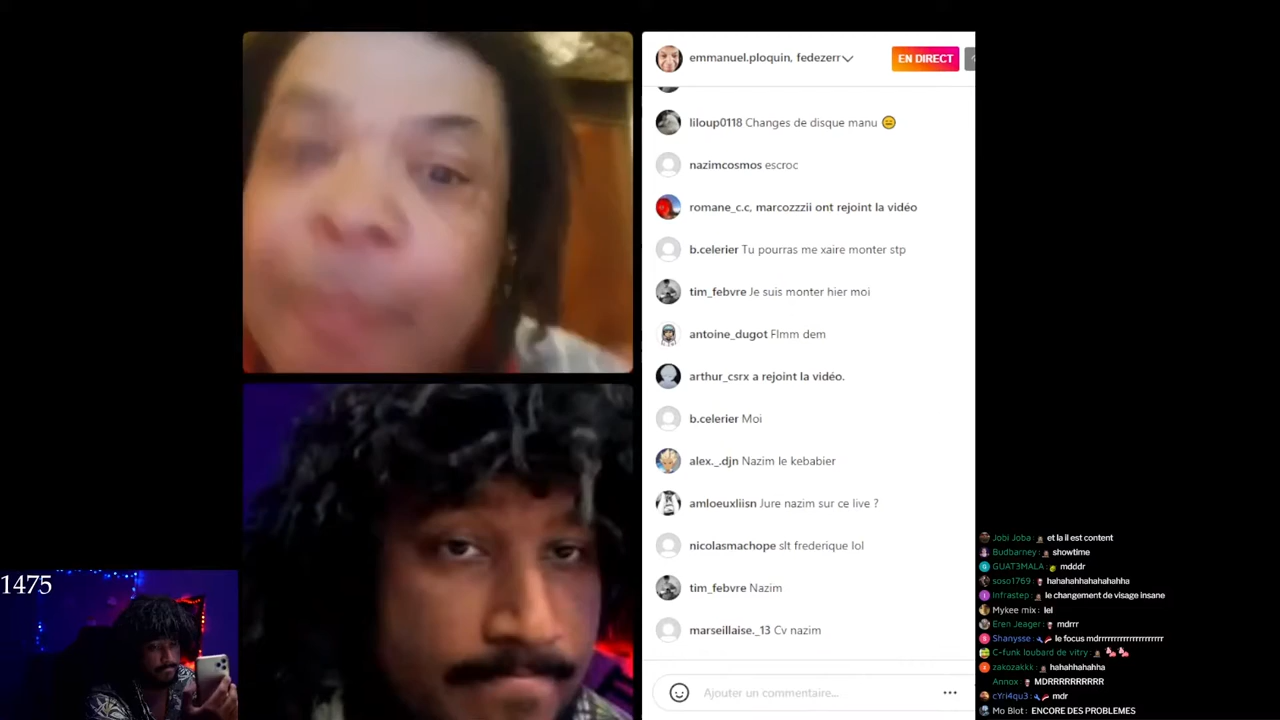 emmanuel.ploquin, fedezerr
EN DIRECT
liloup0118 Changes de disque manu 😑
nazimcosmos escroc
romane_c.c, marcozzzii ont rejoint la vidéo
b.celerier Tu pourras me xaire monter stp
tim_febvre Je suis monter hier moi
antoine_dugot Flmm dem
arthur_csrx a rejoint la vidéo.
b.celerier Moi
alex._.djn Nazim le kebabier
amloeuxliisn Jure nazim sur ce live ?
nicolasmachope slt frederique lol
tim_febvre Nazim
marseillaise._13 Cv nazim
Ajouter un commentaire...
1475
Jobi Joba: et la il est content
Budbarney: showtime
GUAT3MALA: mdddr
soso1769: hahahahhahahahahha
Infrastep: le changement de visage insane
Mykee mix: lel
Eren Jeager: mdrrr
Shanysse: le focus mdrrrrrrrrrrrrrrrrrrr
C-funk loubard de vitry:
zakozakkk: hahahhahahha
Annox: MDRRRRRRRRR
cYri4qu3: mdr
Mo Blot: ENCORE DES PROBLEMES